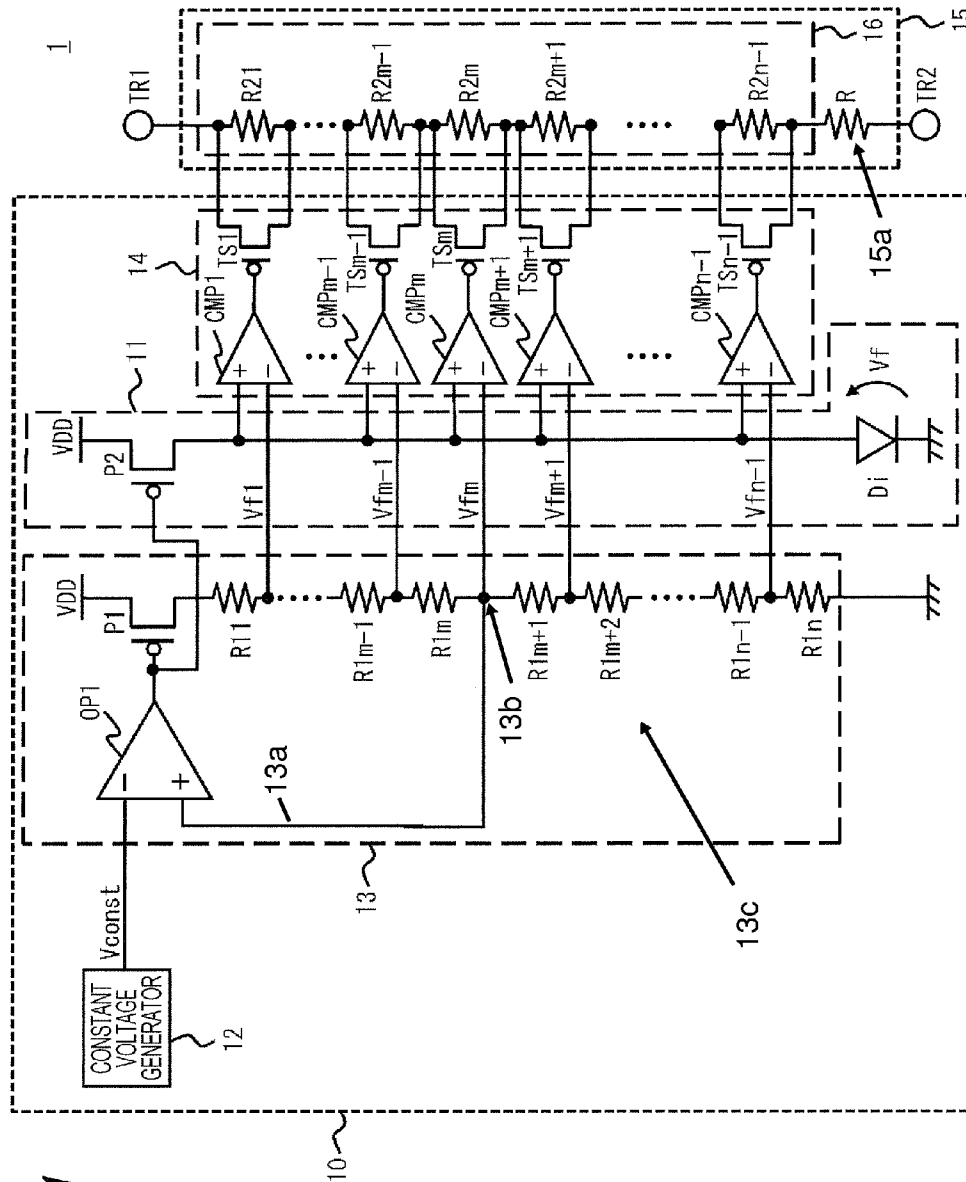 1
TR1
R21
R2m-1
R2m
R2m+1
R2n-1
R
TR2
16
15
15a
14
CMP1
TS1
CMPm-1
TSm-1
CMPm
TSm
CMPm+1
TSm+1
CMPn-1
TSn-1
+
−
+
−
+
−
+
−
+
−
11
VDD
P2
Vf1
Vfm-1
Vfm
Vfm+1
Vfn-1
Di
Vf
VDD
P1
R11
R1m-1
R1m
R1m+1
R1m+2
R1n-1
R1n
OP1
−
+
13a
13b
13c
13
Vconst
CONSTANT
VOLTAGE
GENERATOR
12
10